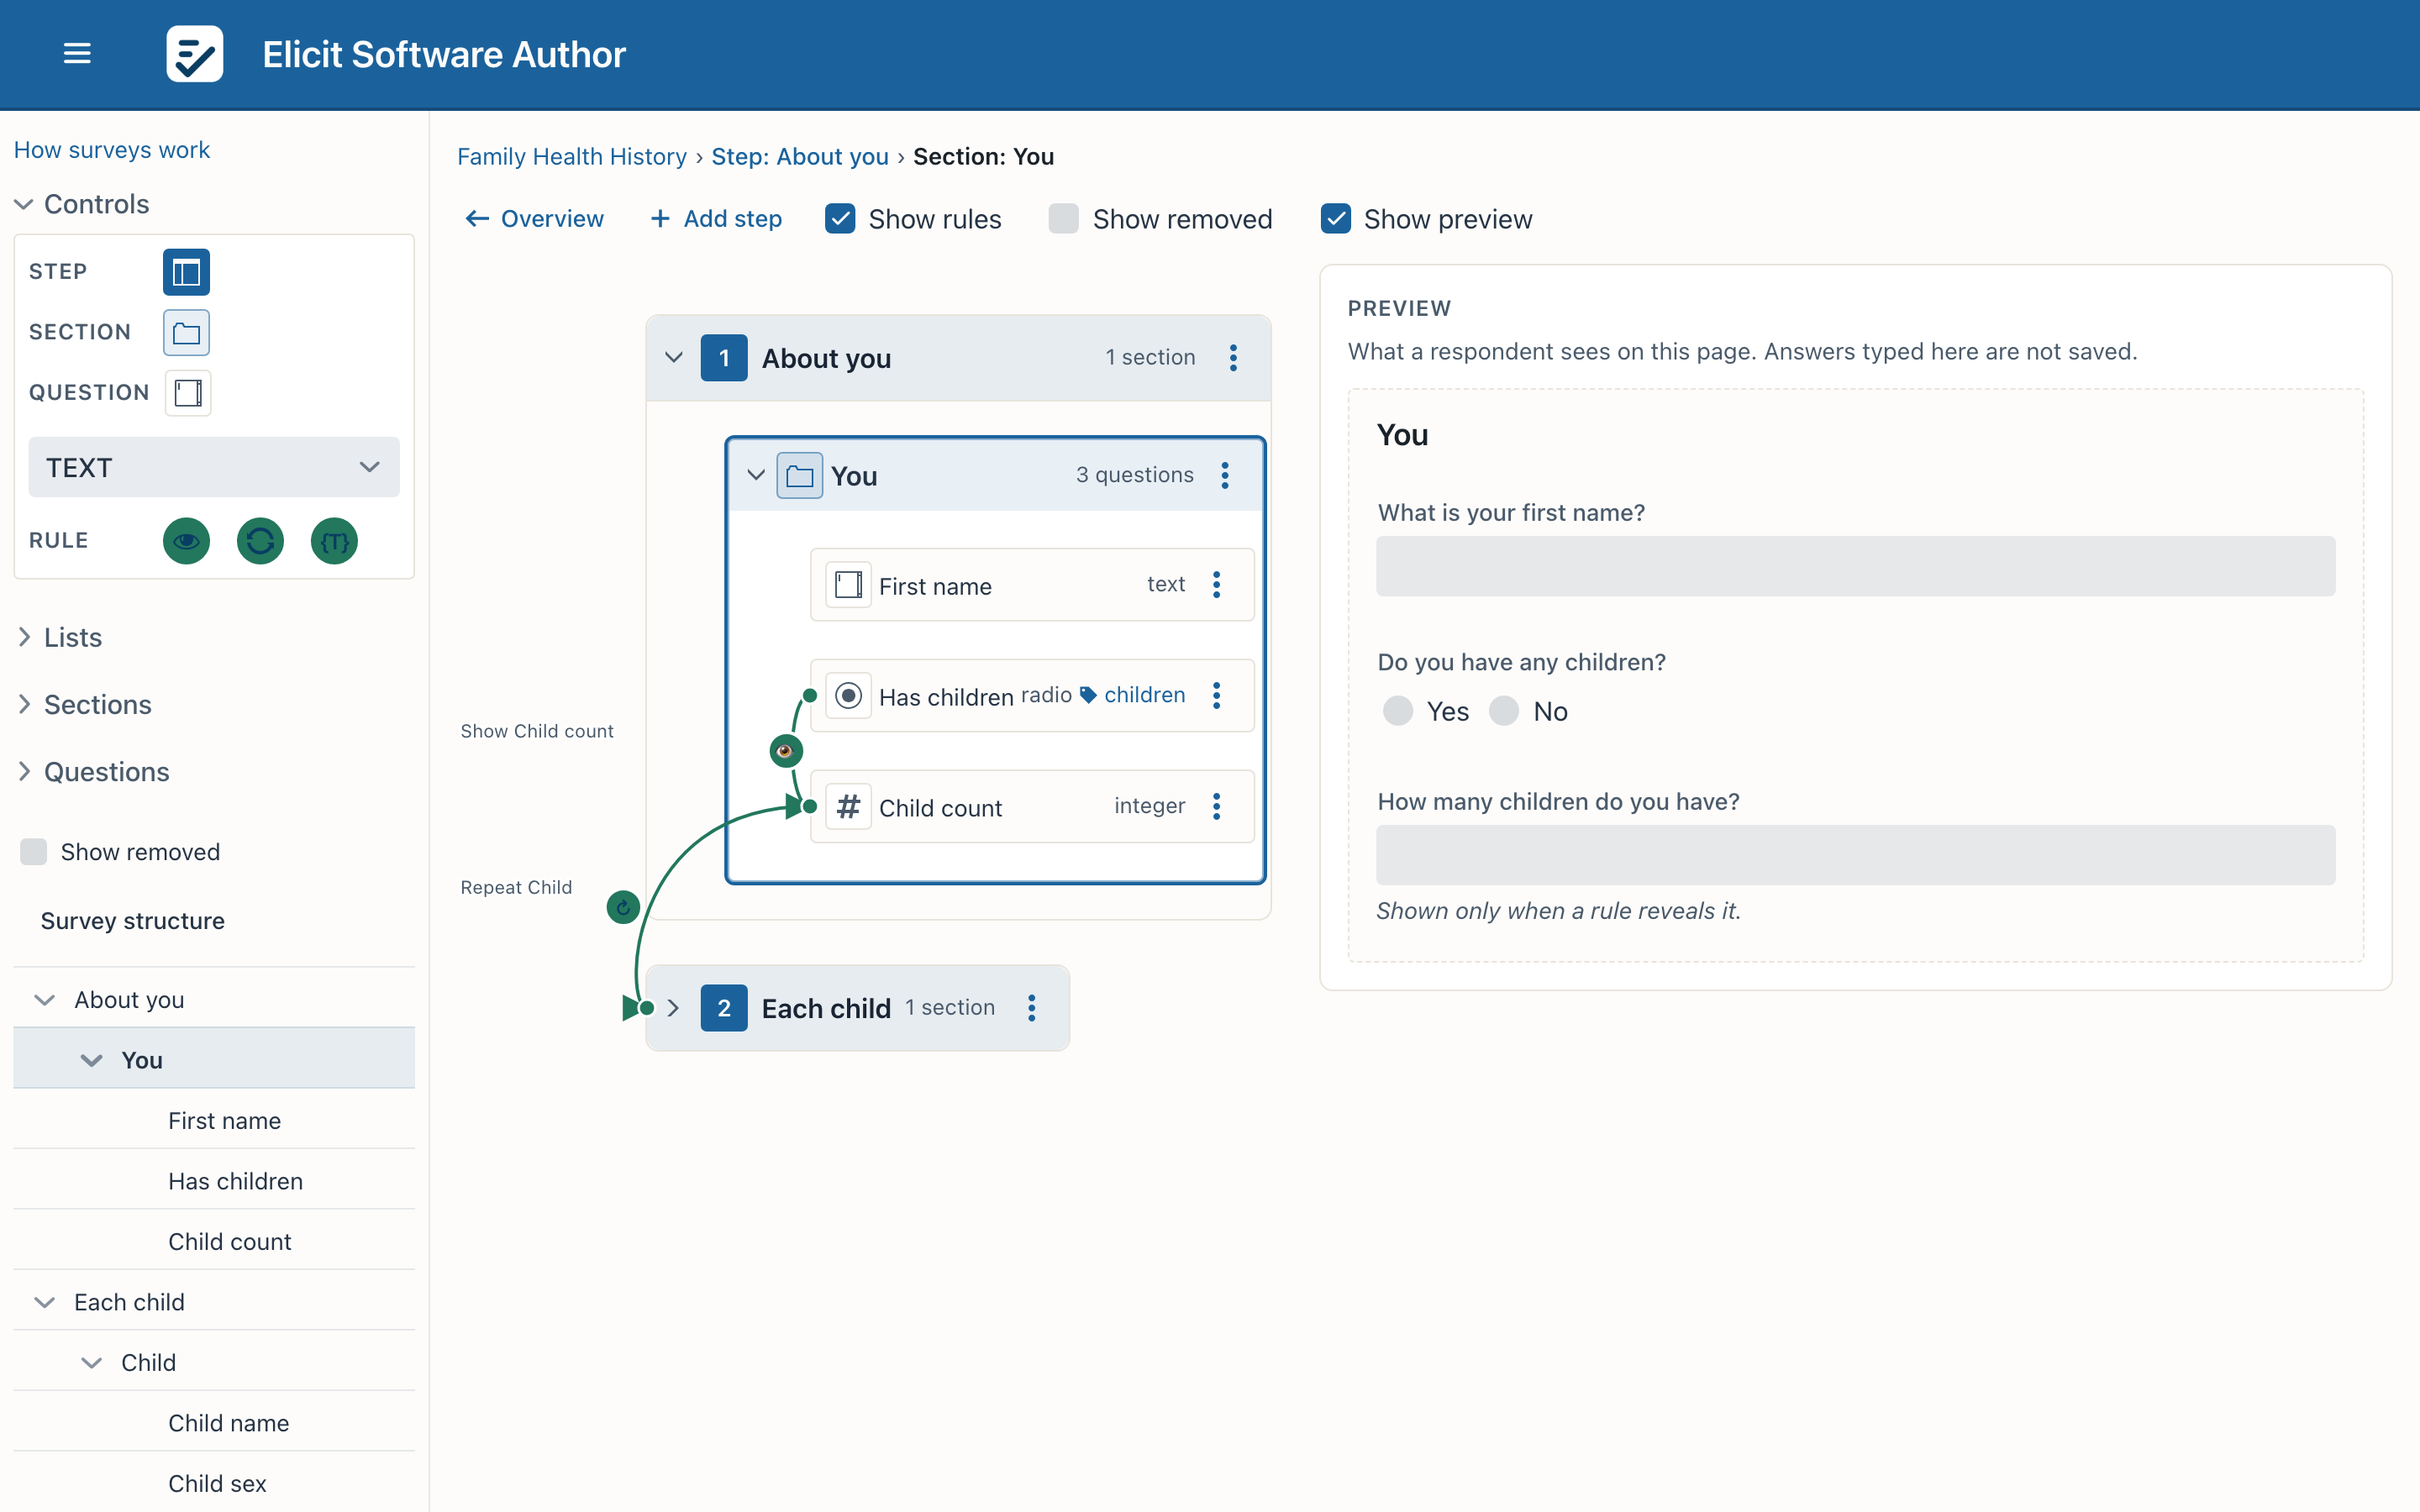 Elicit Software Author
How surveys work
Controls
STEP
SECTION
QUESTION
TEXT
RULE
{T}
Lists
Sections
Questions
Show removed
Survey structure
About you
You
First name
Has children
Child count
Each child
Child
Child name
Child sex
Family Health History › Step: About you › Section: You
Overview
Add step
Show rules
Show removed
Show preview
1 About you 1 section
You 3 questions
First name text
Has children radio children
Show Child count
# Child count integer
Repeat Child
2 Each child 1 section
PREVIEW
What a respondent sees on this page. Answers typed here are not saved.
You
What is your first name?
Do you have any children?
Yes No
How many children do you have?
Shown only when a rule reveals it.